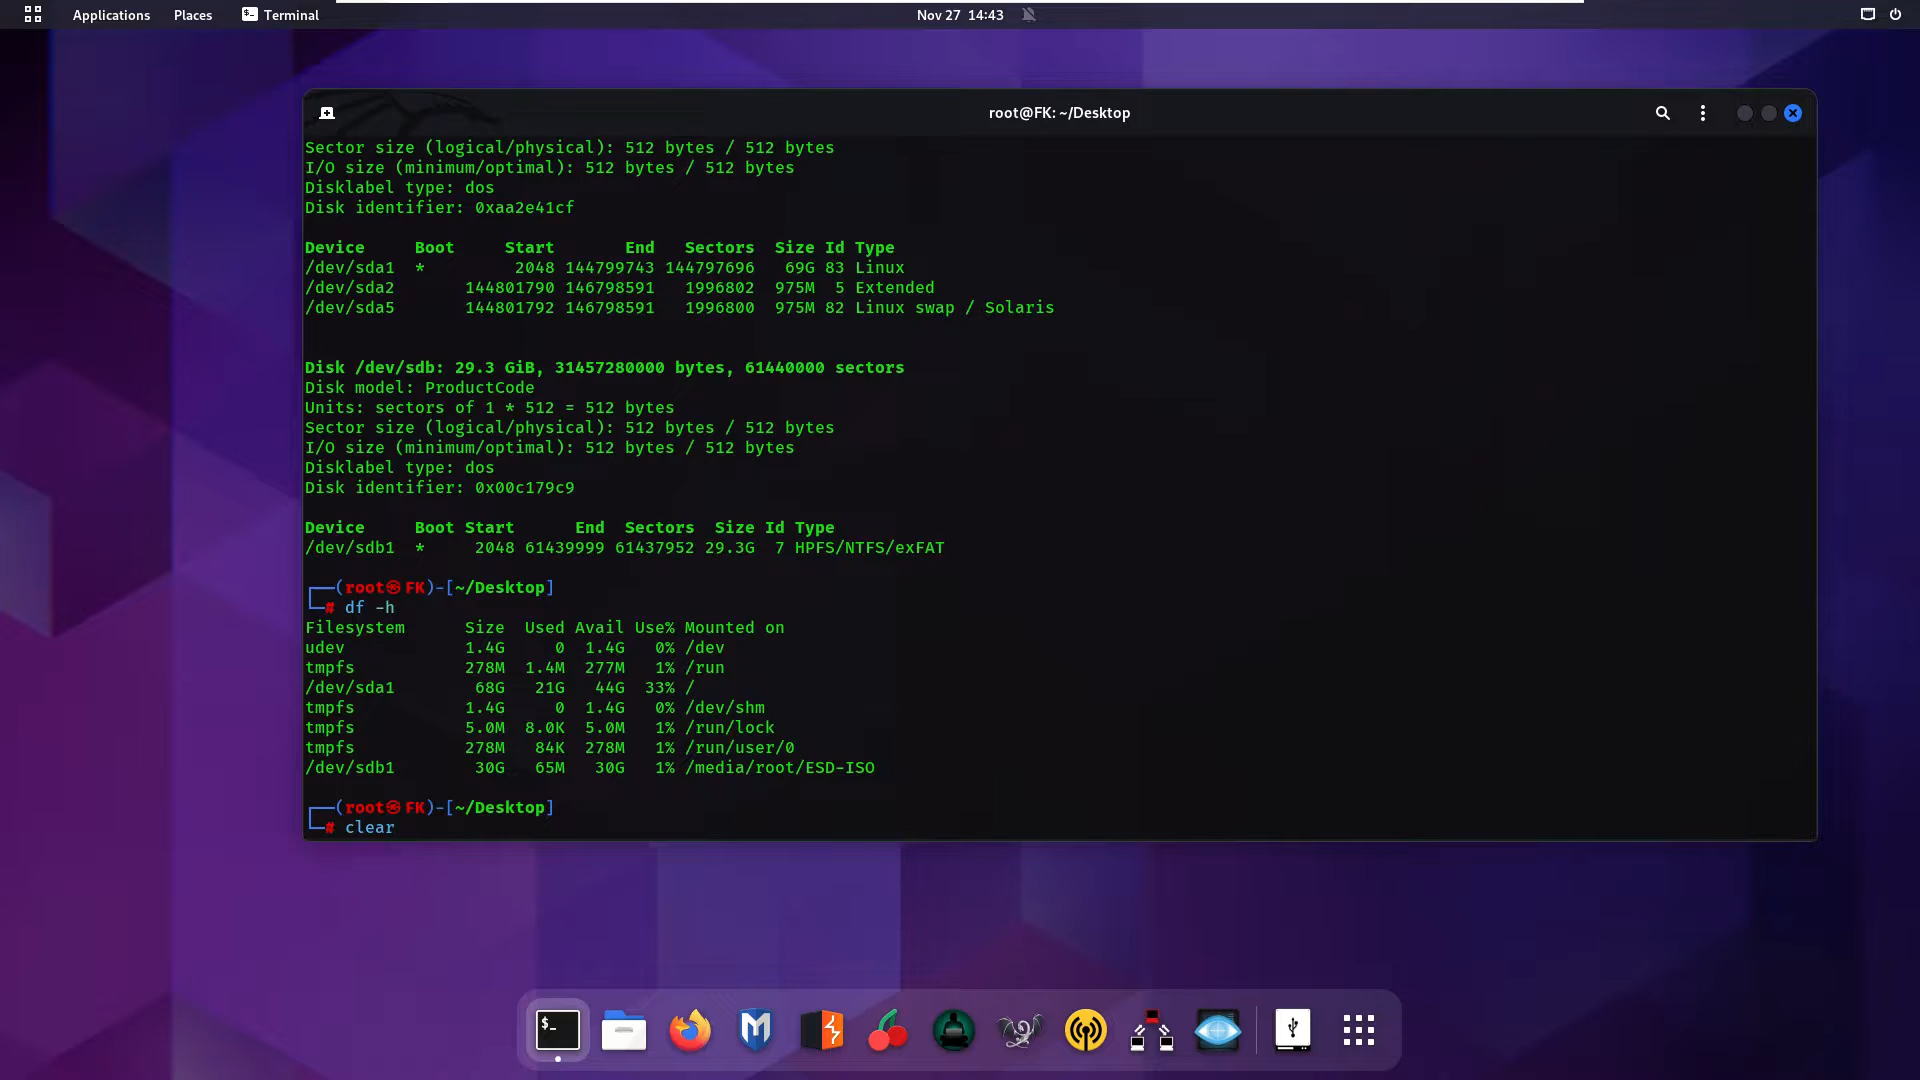 Applications Places Terminal Nov 27 14:43
root@FK: ~/Desktop
Sector size (logical/physical): 512 bytes / 512 bytes
I/O size (minimum/optimal): 512 bytes / 512 bytes
Disklabel type: dos
Disk identifier: 0xaa2e41cf
Device     Boot     Start       End   Sectors  Size Id Type
/dev/sda1  *         2048 144799743 144797696   69G 83 Linux
/dev/sda2       144801790 146798591   1996802  975M  5 Extended
/dev/sda5       144801792 146798591   1996800  975M 82 Linux swap / Solaris
Disk /dev/sdb: 29.3 GiB, 31457280000 bytes, 61440000 sectors
Disk model: ProductCode
Units: sectors of 1 * 512 = 512 bytes
Sector size (logical/physical): 512 bytes / 512 bytes
I/O size (minimum/optimal): 512 bytes / 512 bytes
Disklabel type: dos
Disk identifier: 0x00c179c9
Device     Boot Start      End  Sectors  Size Id Type
/dev/sdb1  *     2048 61439999 61437952 29.3G  7 HPFS/NTFS/exFAT
┌──(root㉿FK)-[~/Desktop]
└─# df -h
Filesystem      Size  Used Avail Use% Mounted on
udev            1.4G     0  1.4G   0% /dev
tmpfs           278M  1.4M  277M   1% /run
/dev/sda1        68G   21G   44G  33% /
tmpfs           1.4G     0  1.4G   0% /dev/shm
tmpfs           5.0M  8.0K  5.0M   1% /run/lock
tmpfs           278M   84K  278M   1% /run/user/0
/dev/sdb1        30G   65M   30G   1% /media/root/ESD-ISO
┌──(root㉿FK)-[~/Desktop]
└─# clear